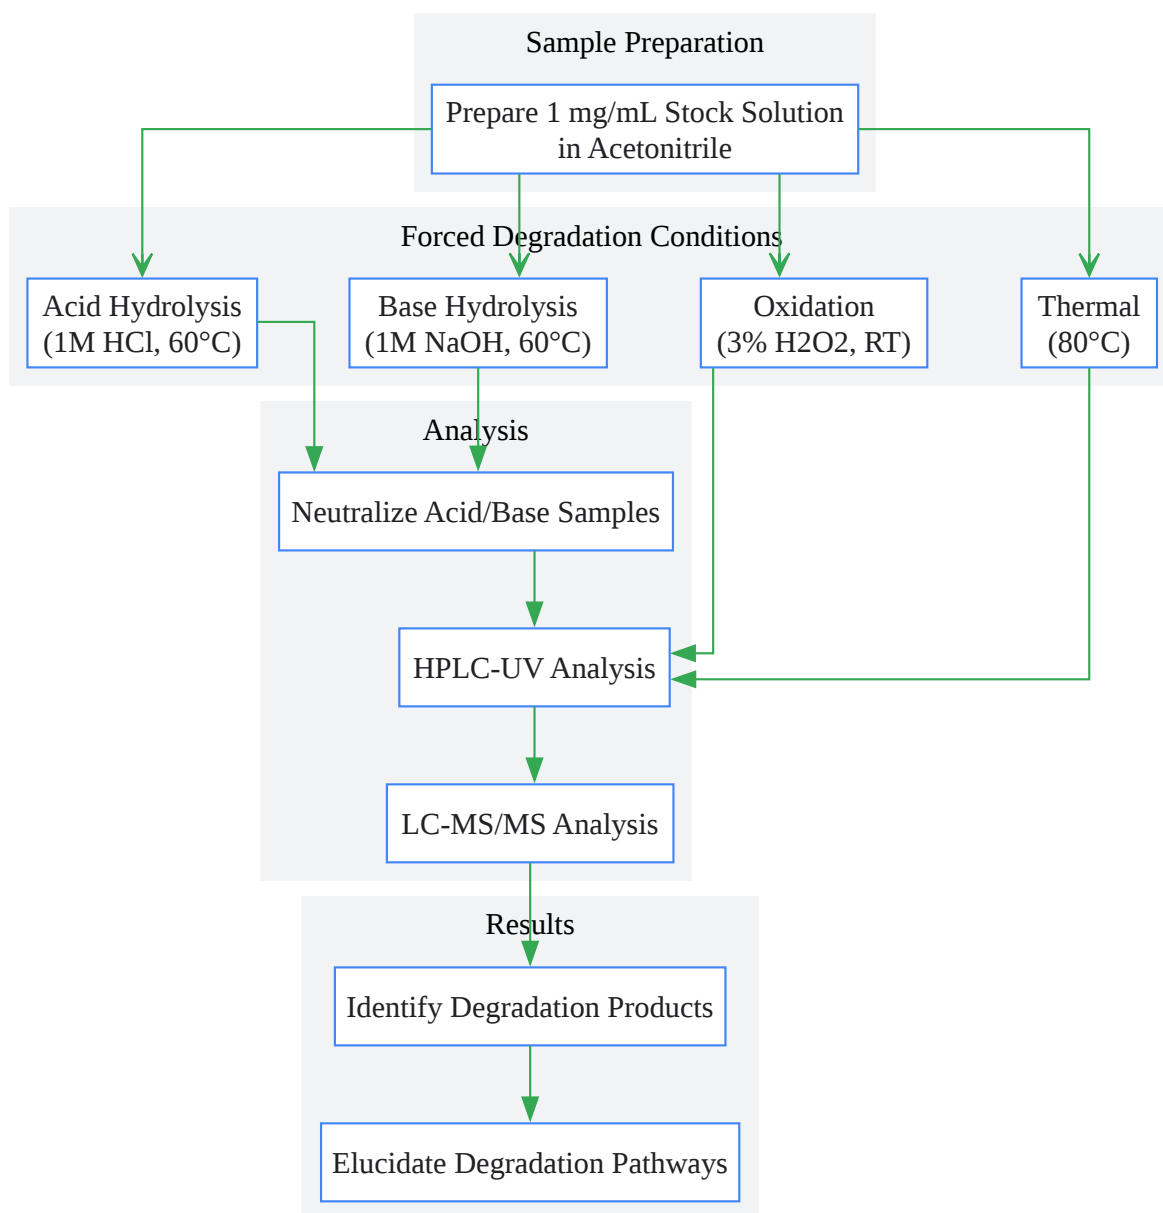 Sample Preparation
Prepare 1 mg/mL Stock Solution
in Acetonitrile
Forced Degradation Conditions
Acid Hydrolysis
(1M HCl, 60°C)
Base Hydrolysis
(1M NaOH, 60°C)
Oxidation
(3% H2O2, RT)
Thermal
(80°C)
Analysis
Neutralize Acid/Base Samples
HPLC-UV Analysis
LC-MS/MS Analysis
Results
Identify Degradation Products
Elucidate Degradation Pathways